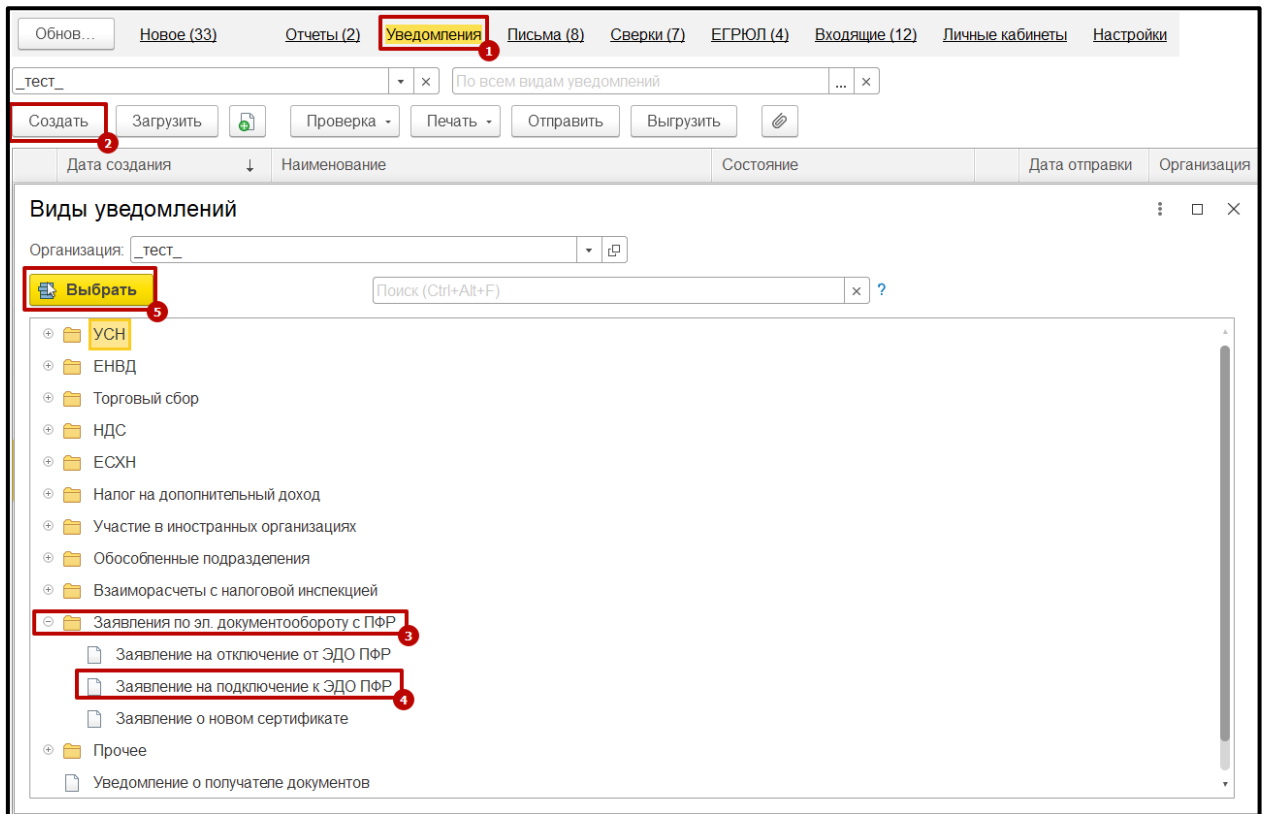 Обнов... Новое (33) Отчеты (2) Уведомления Письма (8) Сверки (7) ЕГРЮЛ (4) Входящие (12) Личные кабинеты Настройки
1
_тест_ По всем видам уведомлений ...
Создать Загрузить Проверка Печать Отправить Выгрузить
2
Дата создания ↓ Наименование Состояние Дата отправки Организация
Виды уведомлений
Организация: _тест_
Выбрать Поиск (Ctrl+Alt+F) ?
5
УСН
ЕНВД
Торговый сбор
НДС
ЕСХН
Налог на дополнительный доход
Участие в иностранных организациях
Обособленные подразделения
Взаиморасчеты с налоговой инспекцией
Заявления по эл. документообороту с ПФР
3
Заявление на отключение от ЭДО ПФР
Заявление на подключение к ЭДО ПФР
4
Заявление о новом сертификате
Прочее
Уведомление о получателе документов